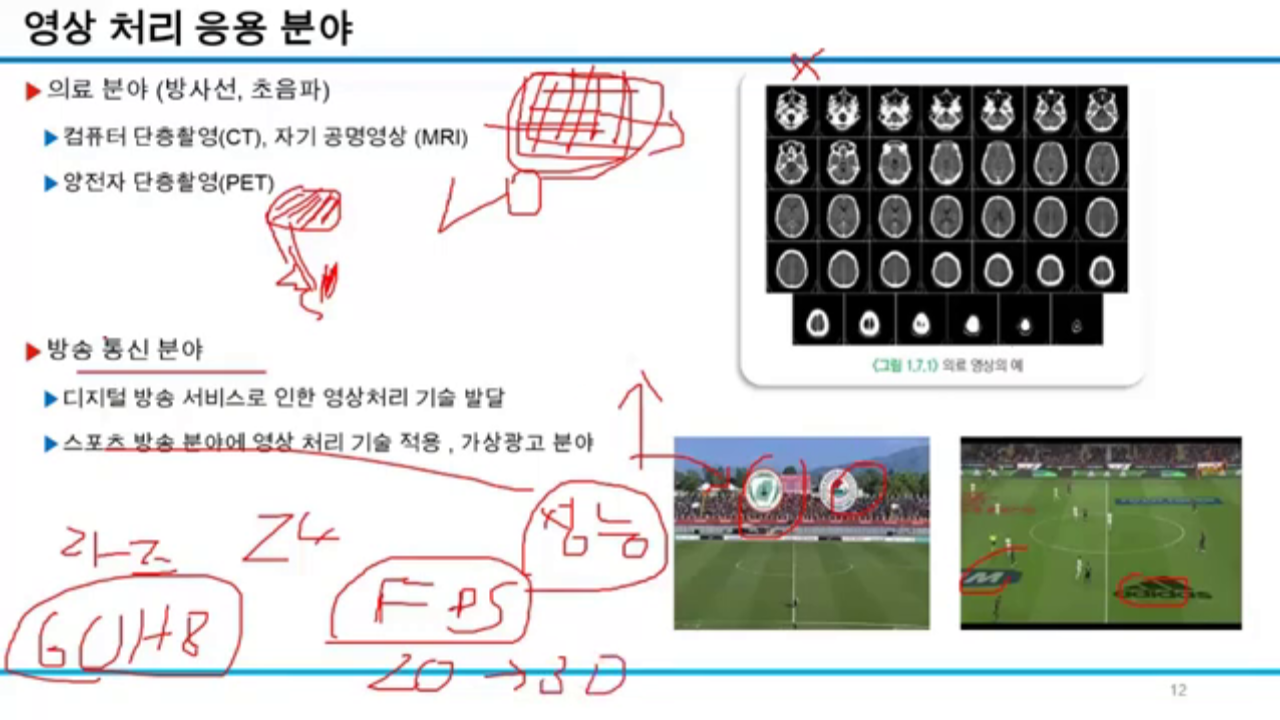 영상 처리 응용 분야
의료 분야 (방사선, 초음파)
컴퓨터 단층촬영(CT), 자기 공명영상 (MRI)
양전자 단층촬영(PET)
<그림 1.7.1> 의료 영상의 예
방송 통신 분야
디지털 방송 서비스로 인한 영상처리 기술 발달
스포츠 방송 분야에 영상 처리 기술 적용 , 가상광고 분야
성능
24
FPS
adidas
2D → 3D
12